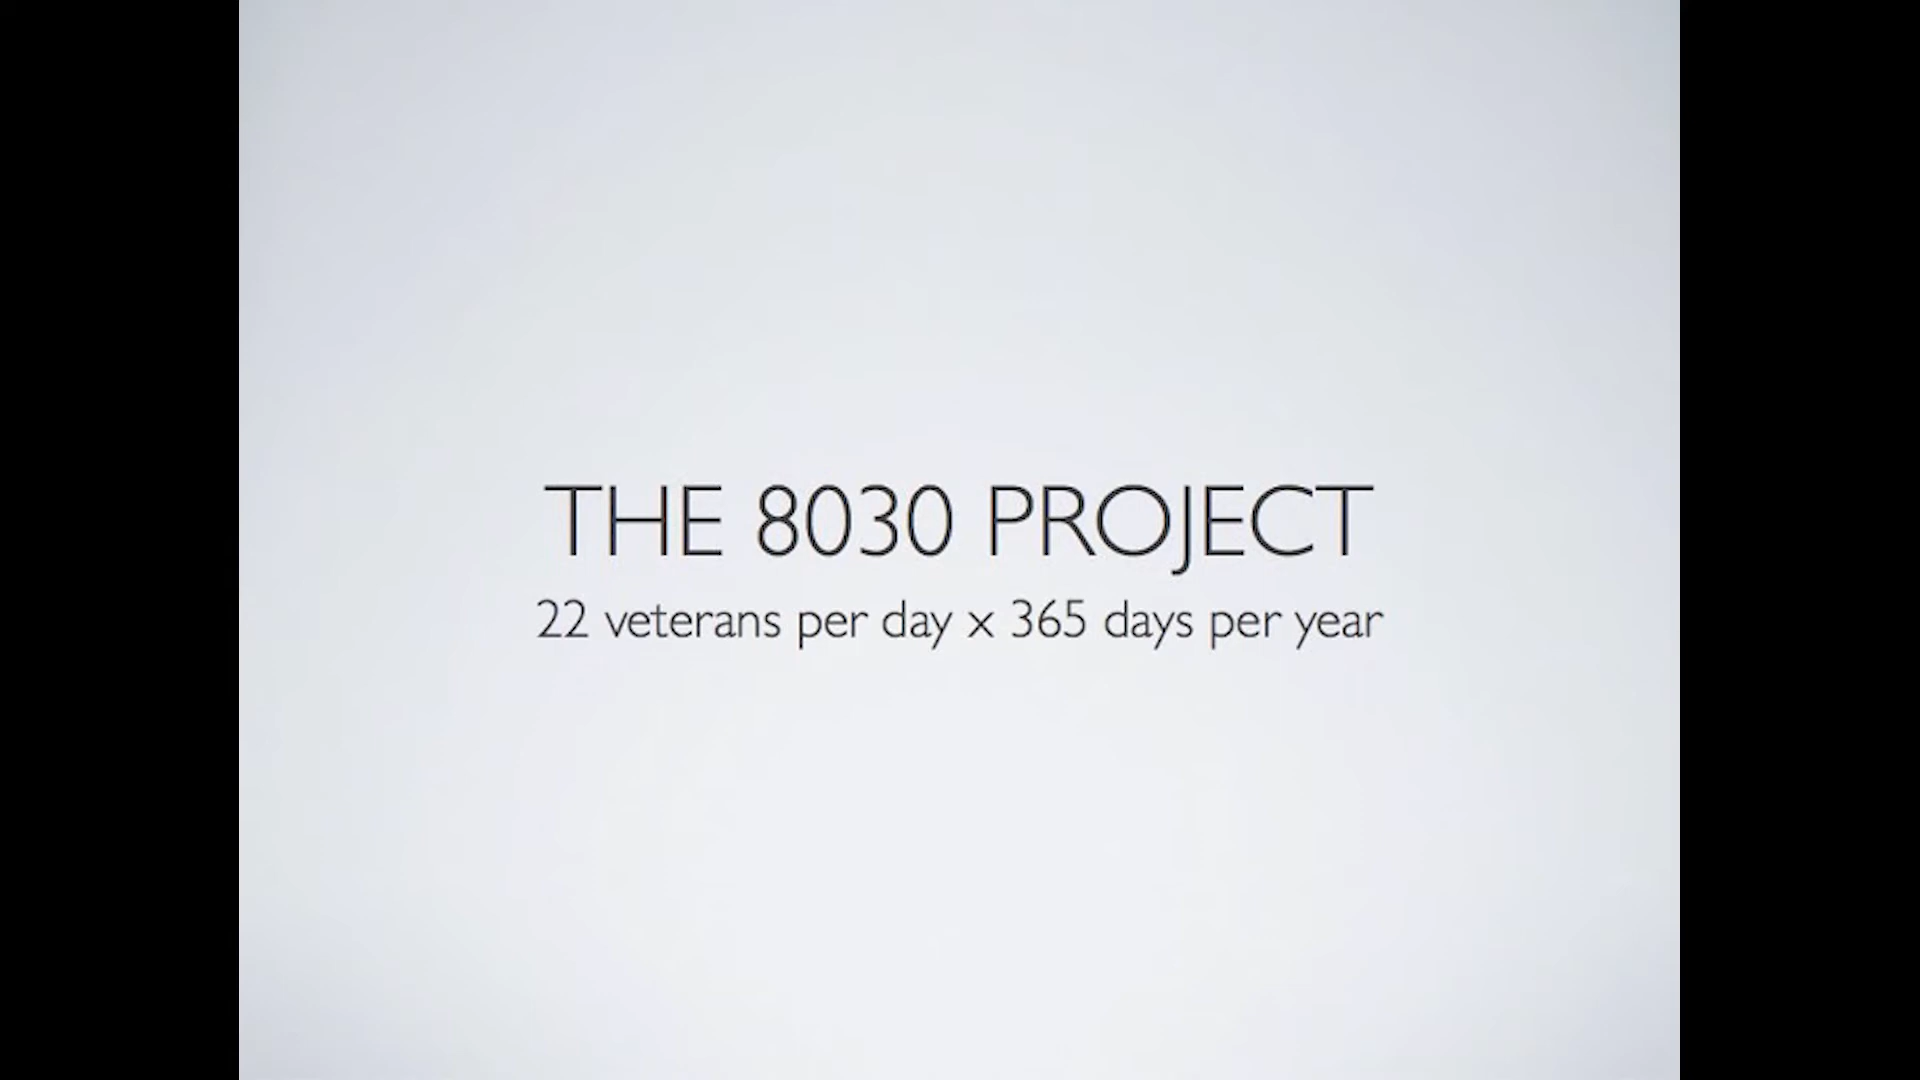 THE 8030 PROJECT
22 veterans per day x 365 days per year